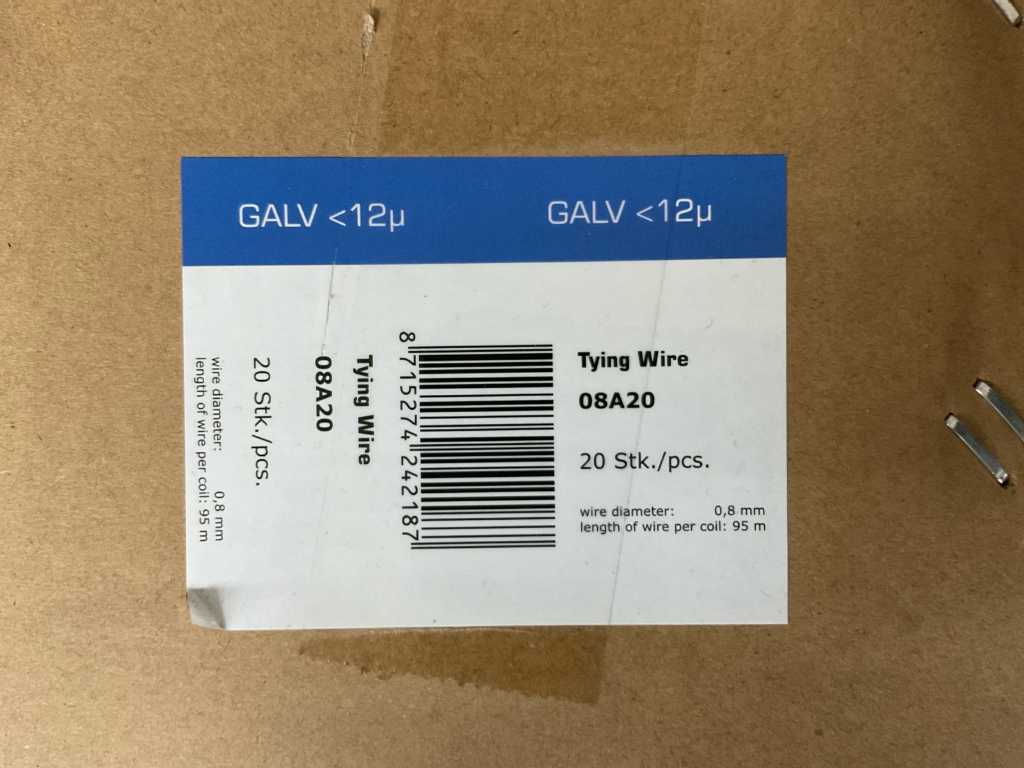 GALV <12µ
GALV <12µ
Tying Wire
08A20
20 Stk./pcs.
wire diameter: 0,8 mm
length of wire per coil: 95 m
8 715274 242187
Tying Wire
08A20
20 Stk./pcs.
wire diameter: 0,8 mm
length of wire per coil: 95 m